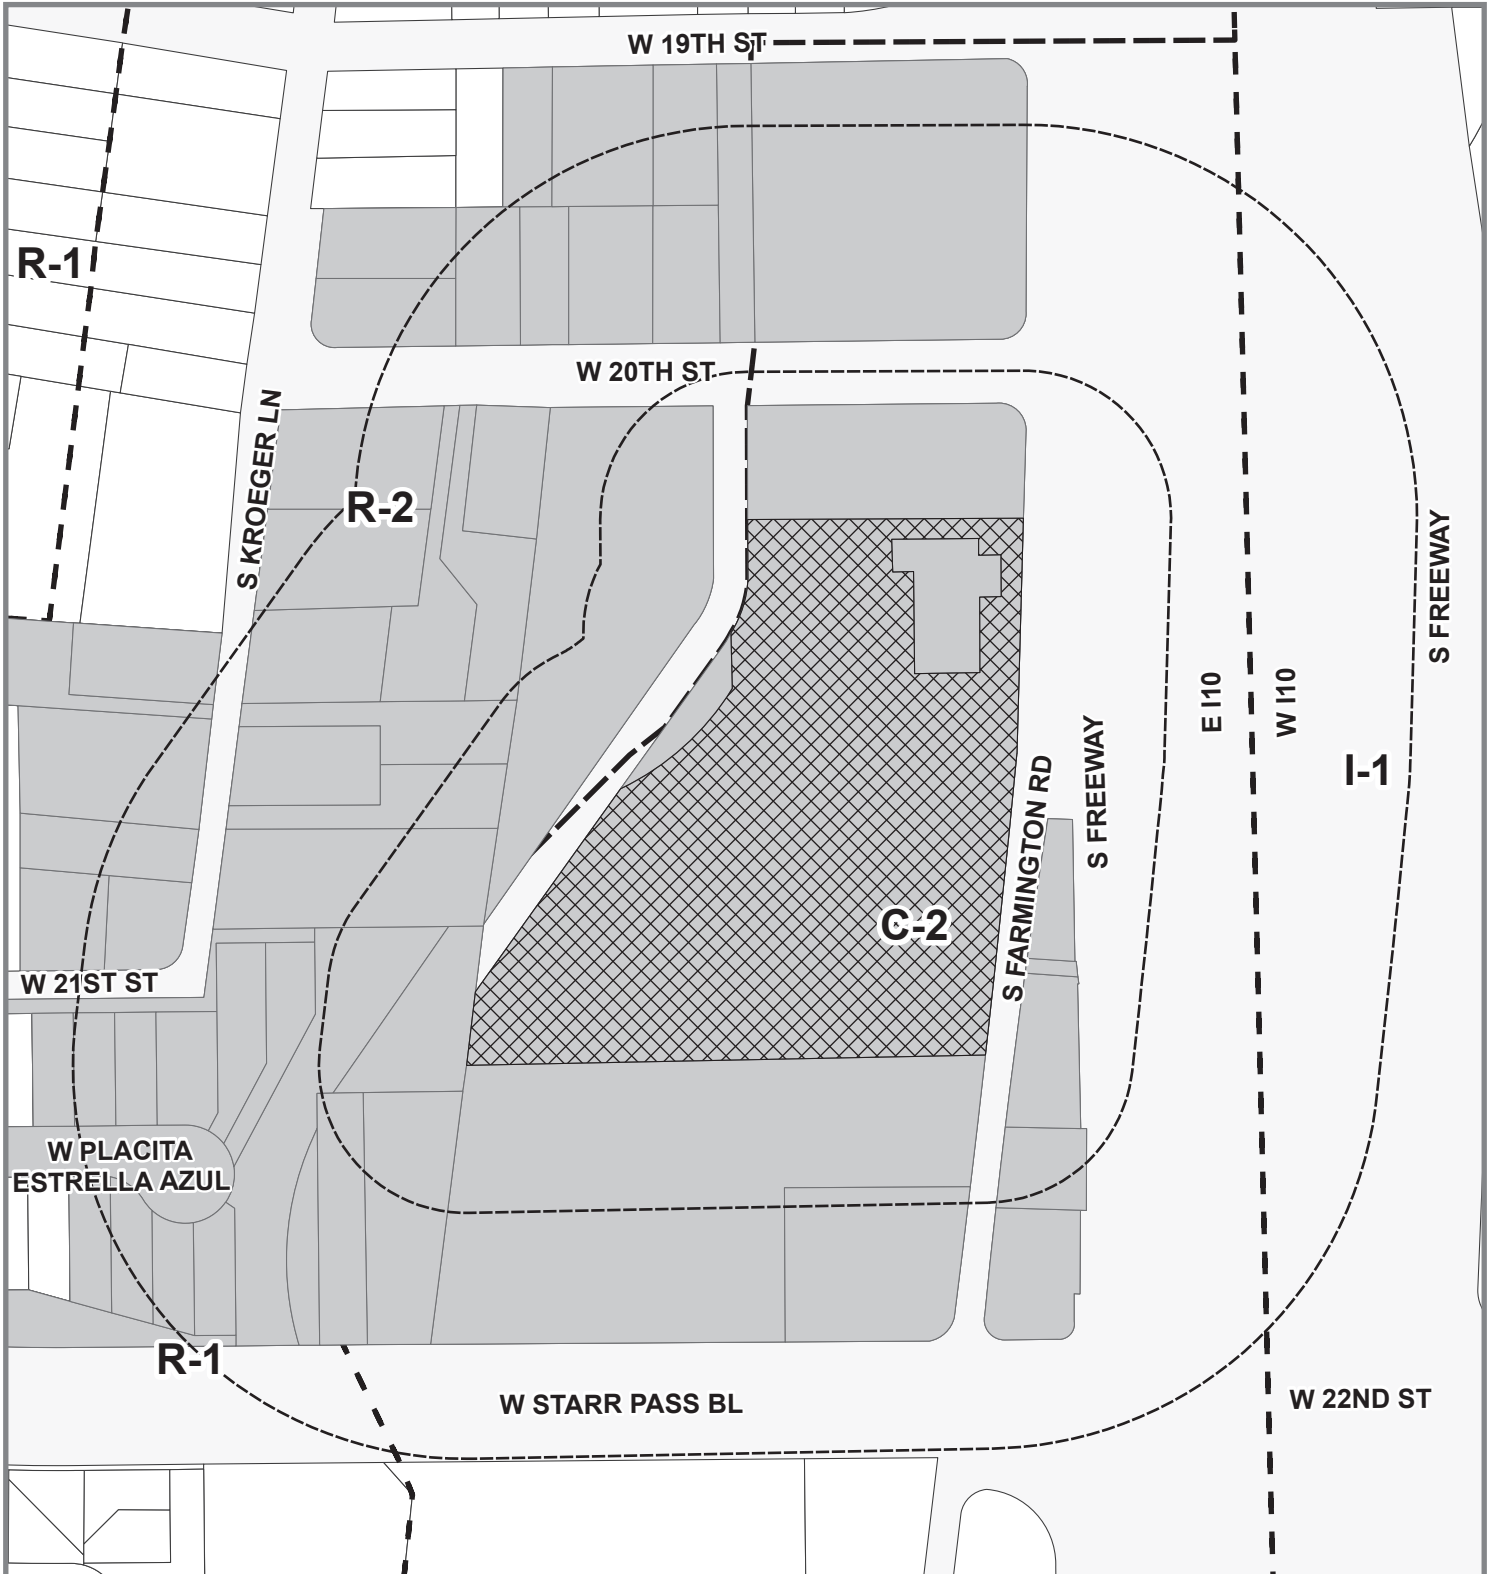 W 19TH ST
R-1
W 20TH ST
S KROEGER LN
R-2
S FREEWAY
E I10
W I10
S FREEWAY
I-1
S FARMINGTON RD
C-2
W 21ST ST
W PLACITA
ESTRELLA AZUL
R-1
W STARR PASS BL
W 22ND ST